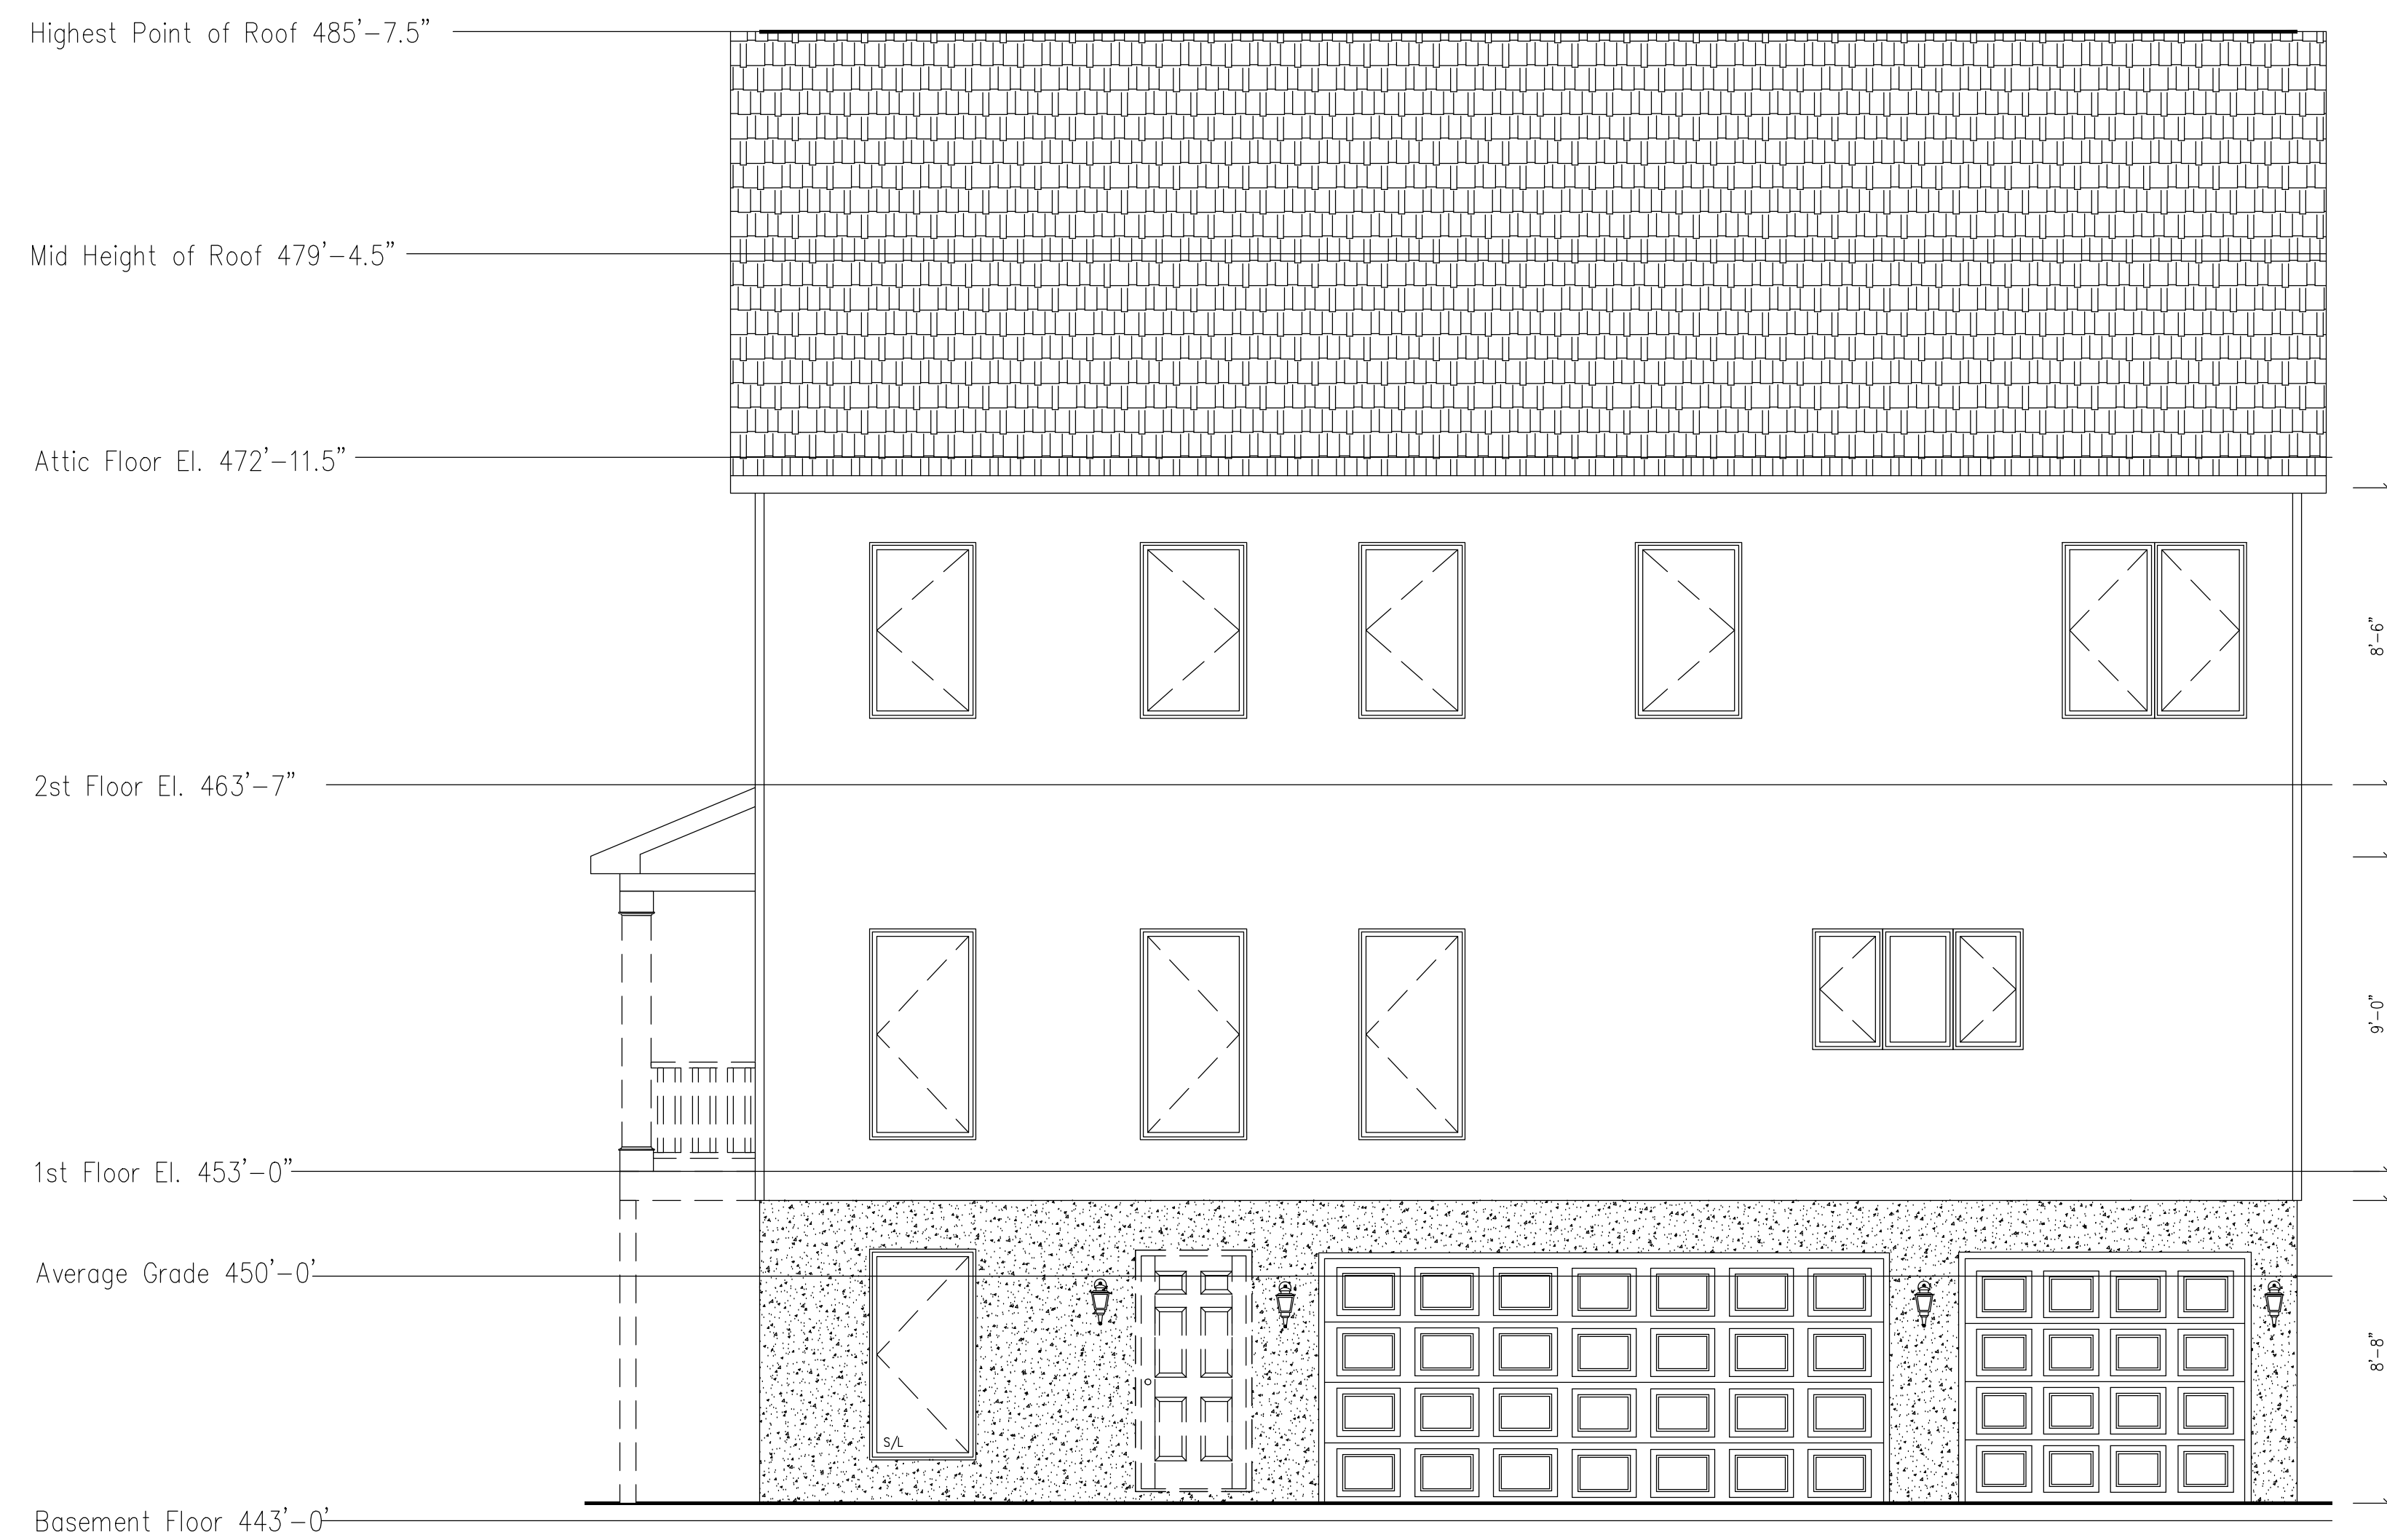 Highest Point of Roof 485'-7.5"
Mid Height of Roof 479'-4.5"
Attic Floor El. 472'-11.5"
8'-6"
2st Floor El. 463'-7"
9'-0"
1st Floor El. 453'-0"
Average Grade 450'-0'
8'-8"
S/L
Basement Floor 443'-0'